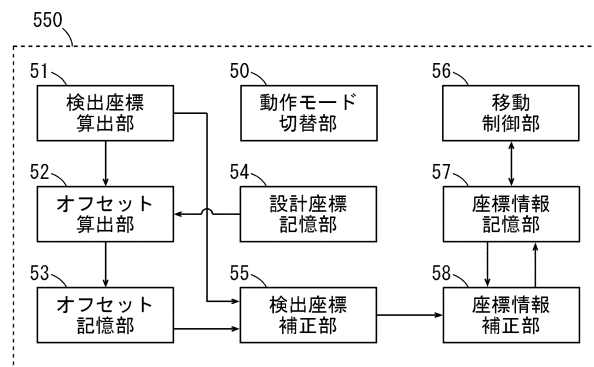 550
51
検出座標
算出部
50
動作モード
切替部
56
移動
制御部
52
オフセット
算出部
54
設計座標
記憶部
57
座標情報
記憶部
53
オフセット
記憶部
55
検出座標
補正部
58
座標情報
補正部